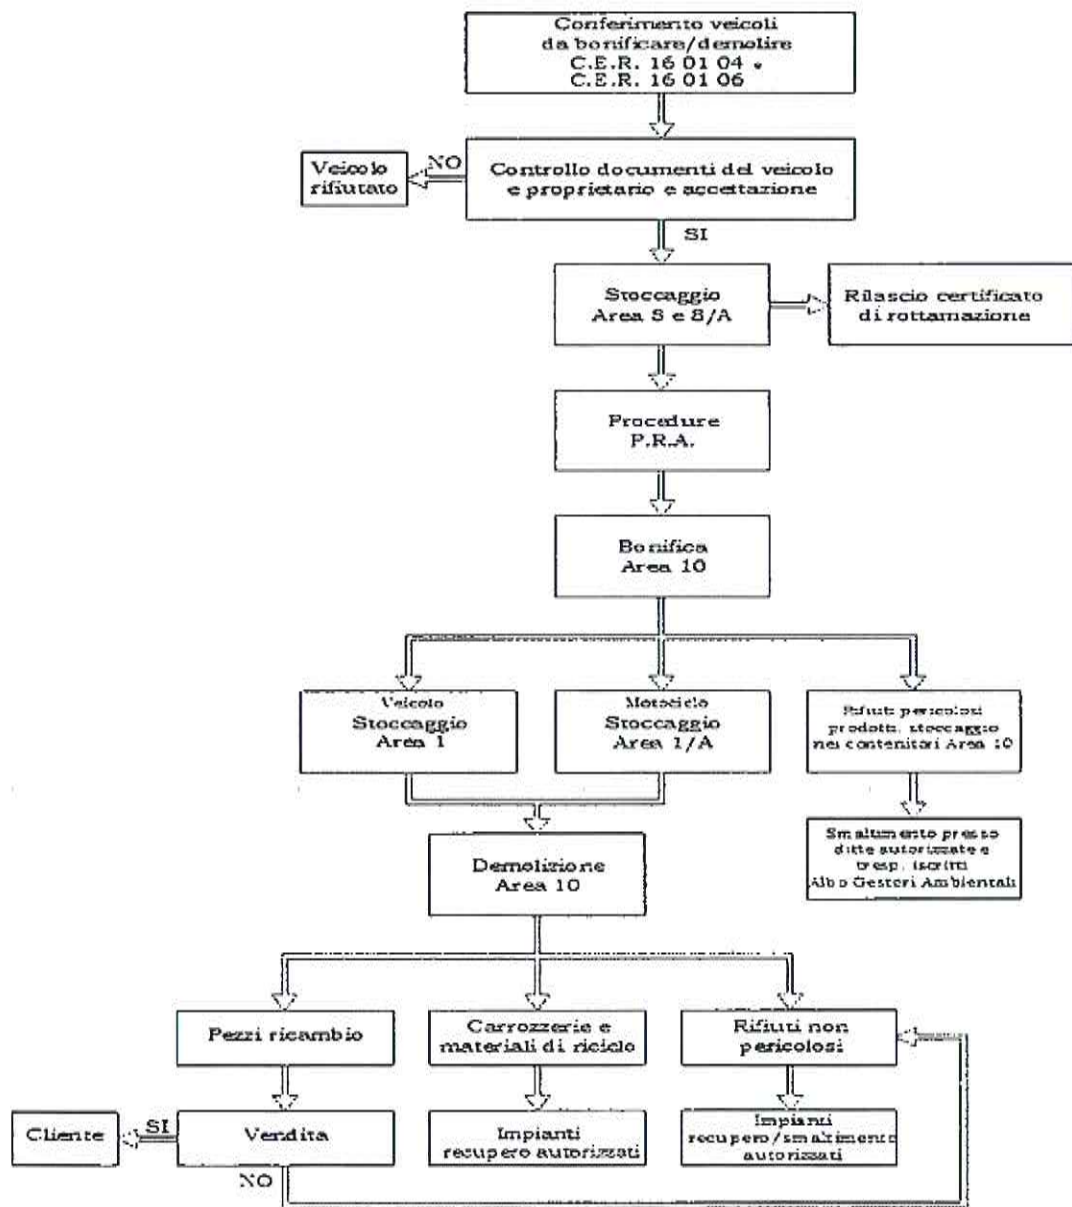 Conferimento veicoli
da bonificare/demolire
C.E.R. 16 01 04 *
C.E.R. 16 01 06
Veicolo
rifiutato
NO
Controllo documenti del veicolo
e proprietario e accettazione
SI
Stoccaggio
Area 8 e 8/A
Rilascio certificato
di rottamazione
Procedure
P.R.A.
Bonifica
Area 10
Veicolo
Stoccaggio
Area 1
Motociclo
Stoccaggio
Area 1/A
Rifiuti pericolosi
prodotti, stoccaggio
nei contenitori Area 10
Smaltimento presso
ditte autorizzate e
trasp. iscritti
Albo Gestori Ambientali
Demolizione
Area 10
Pezzi ricambio
Carrozzerie e
materiali di riciclo
Rifiuti non
pericolosi
Cliente
SI
Vendita
NO
Impianti
recupero autorizzati
Impianti
recupero/smaltimento
autorizzati